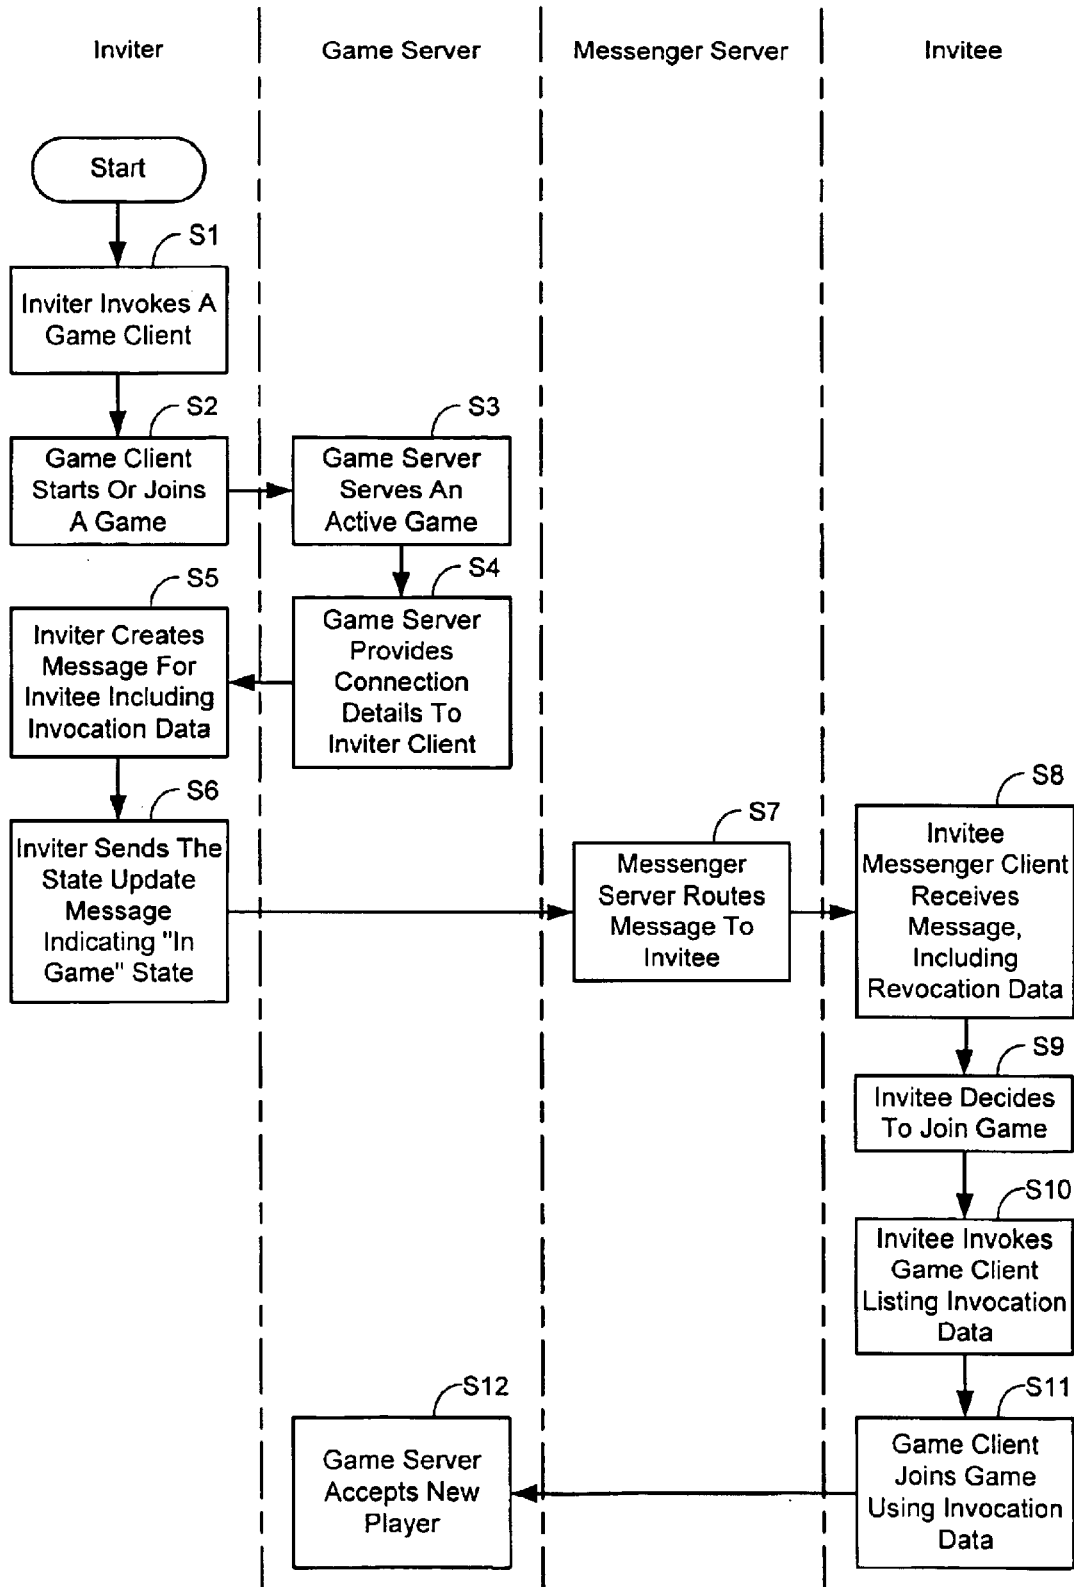 Inviter
Game Server
Messenger Server
Invitee
Start
S1
Inviter Invokes A
Game Client
S2
Game Client
Starts Or Joins
A Game
S3
Game Server
Serves An
Active Game
S4
Game Server
Provides
Connection
Details To
Inviter Client
S5
Inviter Creates
Message For
Invitee Including
Invocation Data
S6
Inviter Sends The
State Update
Message
Indicating "In
Game" State
S7
Messenger
Server Routes
Message To
Invitee
S8
Invitee
Messenger Client
Receives
Message,
Including
Revocation Data
S9
Invitee Decides
To Join Game
S10
Invitee Invokes
Game Client
Listing Invocation
Data
S11
Game Client
Joins Game
Using Invocation
Data
S12
Game Server
Accepts New
Player